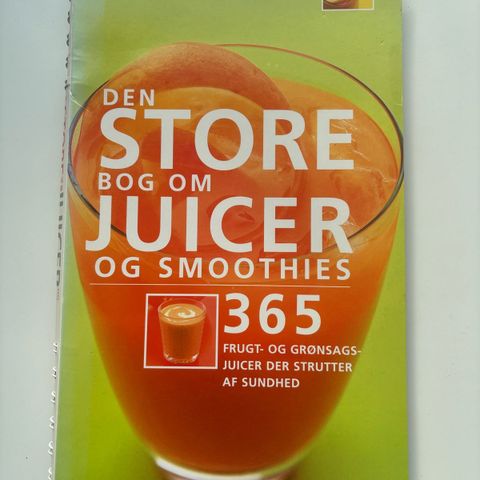 DEN
STORE
BOG OM
JUICER
OG SMOOTHIES
365
FRUGT- OG GRØNSAGS-
JUICER DER STRUTTER
AF SUNDHED